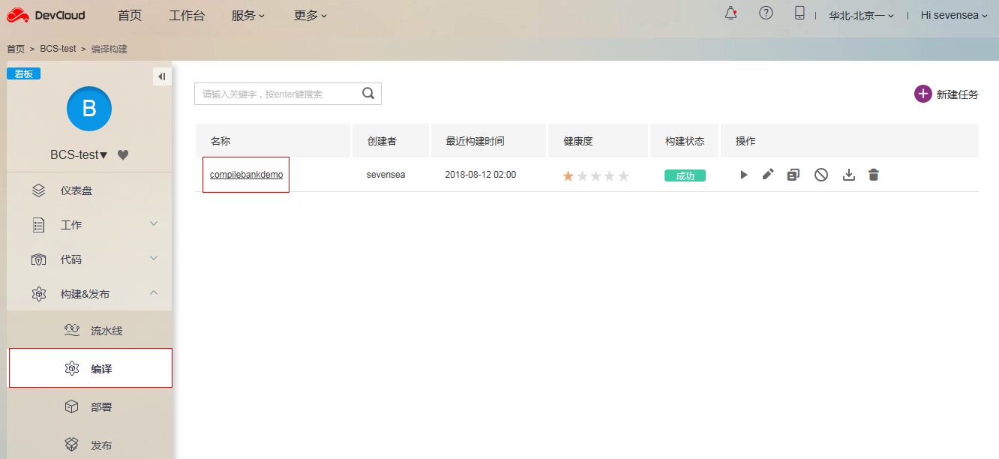 DevCloud 首页 工作台 服务 更多 华北-北京一 Hi sevensea
首页 > BCS-test > 编译构建
看板
B
BCS-test
仪表盘
工作
代码
构建&发布
流水线
编译
部署
发布
请输入关键字，按enter键搜索
新建任务
名称 创建者 最近构建时间 健康度 构建状态 操作
compilebankdemo sevensea 2018-08-12 02:00 成功